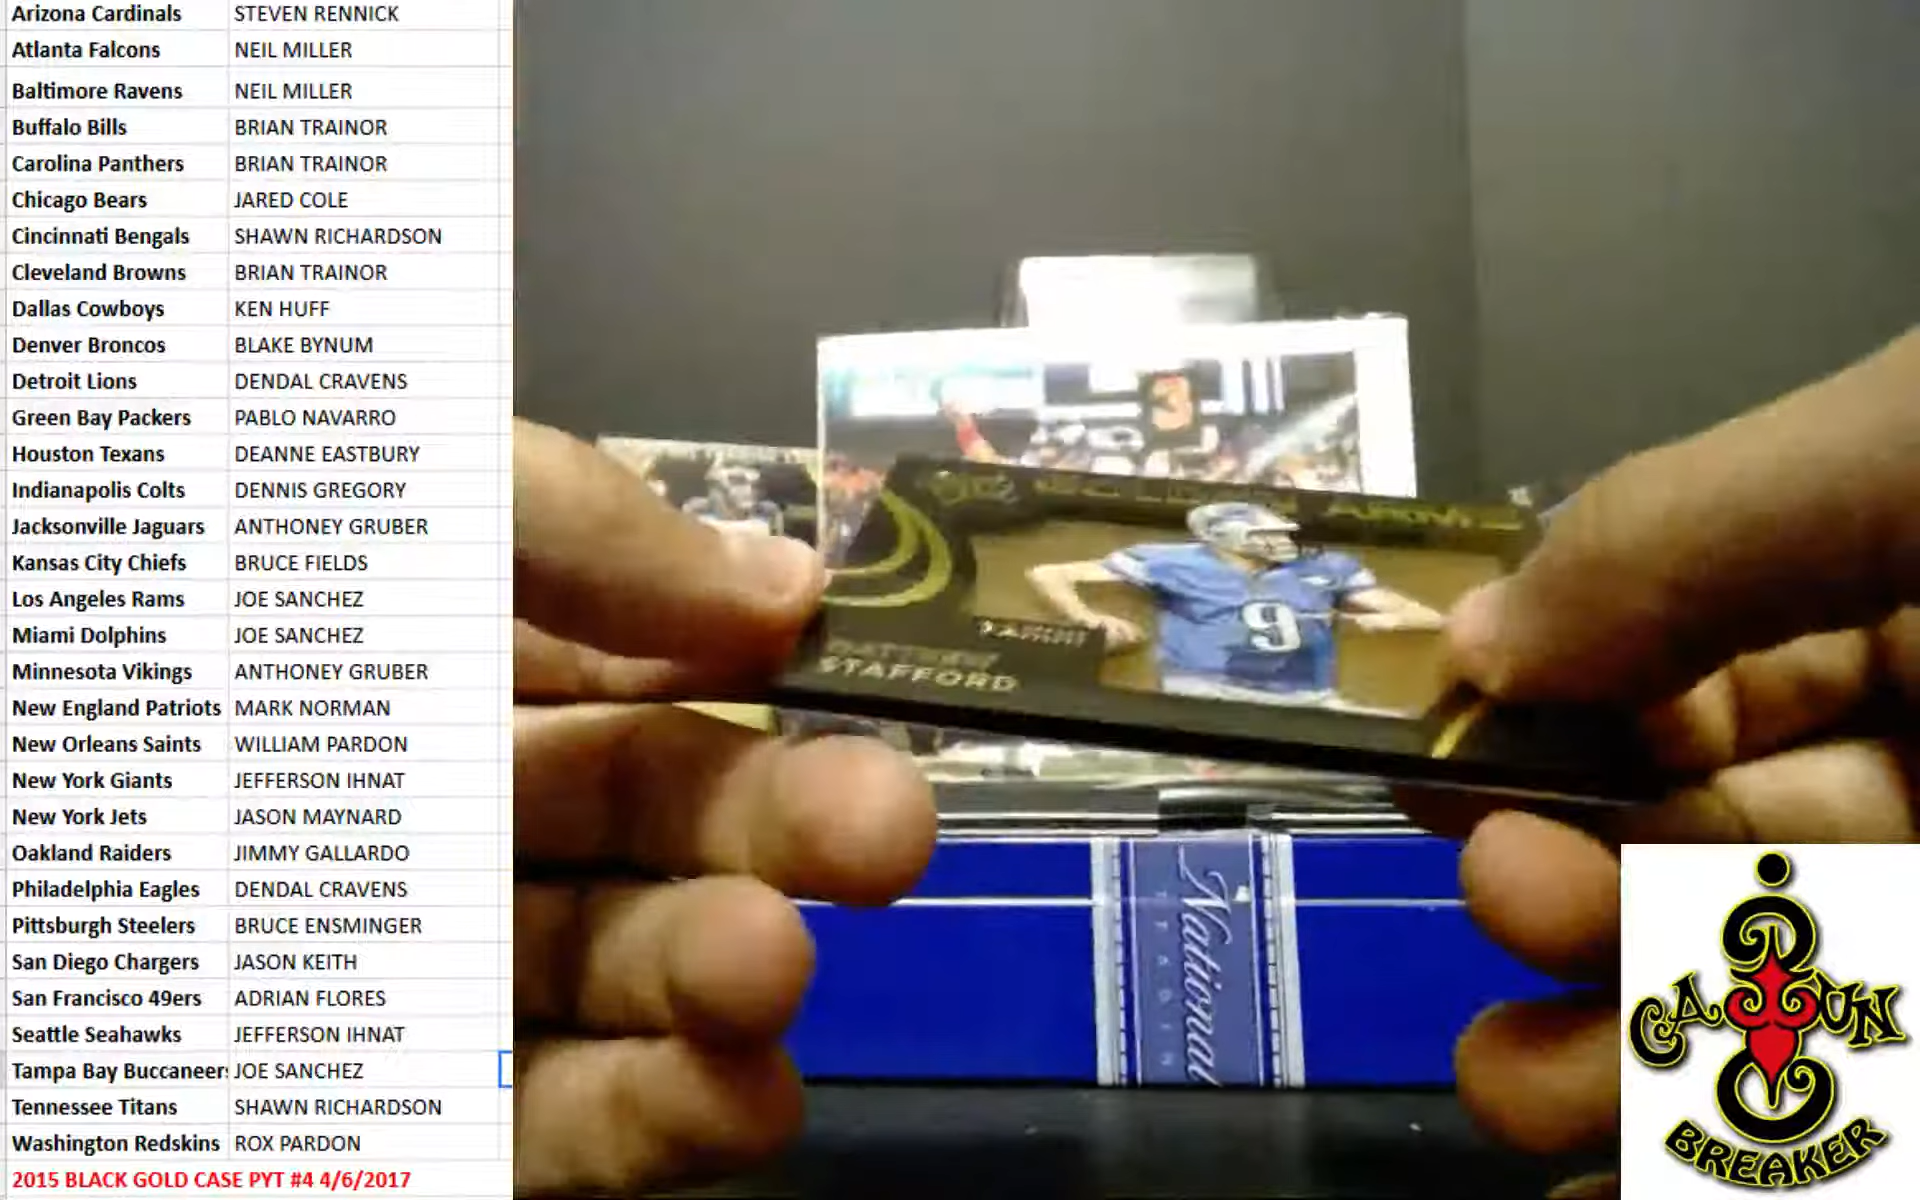 Arizona Cardinals STEVEN RENNICK
Atlanta Falcons NEIL MILLER
Baltimore Ravens NEIL MILLER
Buffalo Bills BRIAN TRAINOR
Carolina Panthers BRIAN TRAINOR
Chicago Bears JARED COLE
Cincinnati Bengals SHAWN RICHARDSON
Cleveland Browns BRIAN TRAINOR
Dallas Cowboys KEN HUFF
Denver Broncos BLAKE BYNUM
Detroit Lions DENDAL CRAVENS
Green Bay Packers PABLO NAVARRO
Houston Texans DEANNE EASTBURY
Indianapolis Colts DENNIS GREGORY
Jacksonville Jaguars ANTHONEY GRUBER
Kansas City Chiefs BRUCE FIELDS
Los Angeles Rams JOE SANCHEZ
Miami Dolphins JOE SANCHEZ
Minnesota Vikings ANTHONEY GRUBER
New England Patriots MARK NORMAN
New Orleans Saints WILLIAM PARDON
New York Giants JEFFERSON IHNAT
New York Jets JASON MAYNARD
Oakland Raiders JIMMY GALLARDO
Philadelphia Eagles DENDAL CRAVENS
Pittsburgh Steelers BRUCE ENSMINGER
San Diego Chargers JASON KEITH
San Francisco 49ers ADRIAN FLORES
Seattle Seahawks JEFFERSON IHNAT
Tampa Bay Buccaneers JOE SANCHEZ
Tennessee Titans SHAWN RICHARDSON
Washington Redskins ROX PARDON
2015 BLACK GOLD CASE PYT #4 4/6/2017
3
9
PANINI
MATTHEW
STAFFORD
National
CAJUN
BREAKER